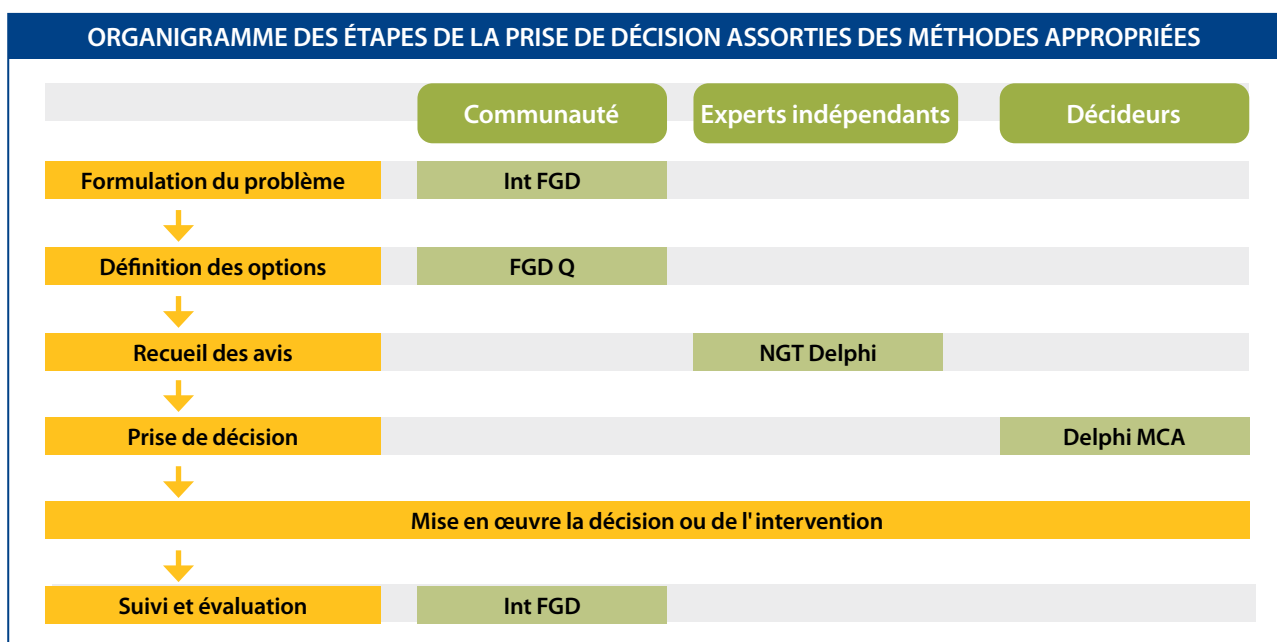 ORGANIGRAMME DES ÉTAPES DE LA PRISE DE DÉCISION ASSORTIES DES MÉTHODES APPROPRIÉES
Communauté Experts indépendants Décideurs
Formulation du problème Int FGD
Définition des options FGD Q
Recueil des avis NGT Delphi
Prise de décision Delphi MCA
Mise en œuvre la décision ou de l'intervention
Suivi et évaluation Int FGD